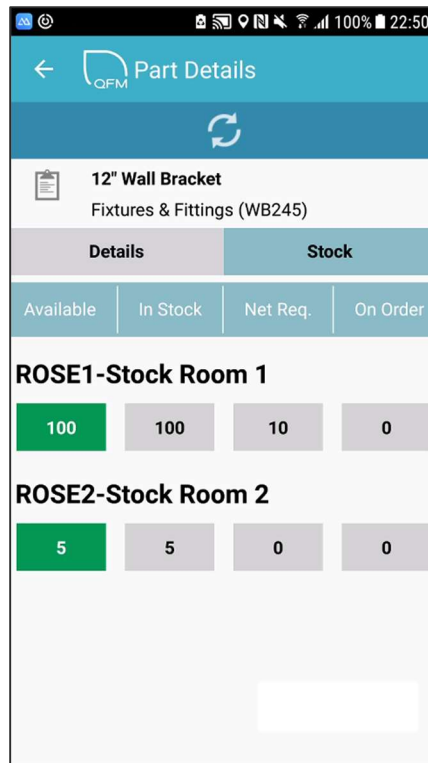 100% 22:50
QFM Part Details
12" Wall Bracket
Fixtures & Fittings (WB245)
Details Stock
Available In Stock Net Req. On Order
ROSE1-Stock Room 1
100 100 10 0
ROSE2-Stock Room 2
5 5 0 0